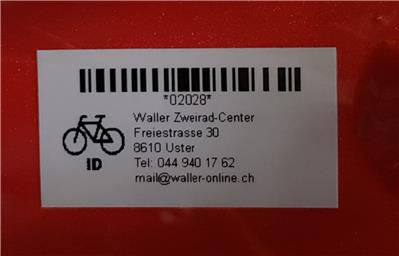 *02028*
Waller Zweirad-Center
Freiestrasse 30
8610 Uster
Tel: 044 940 17 62
mail@waller-online.ch
ID